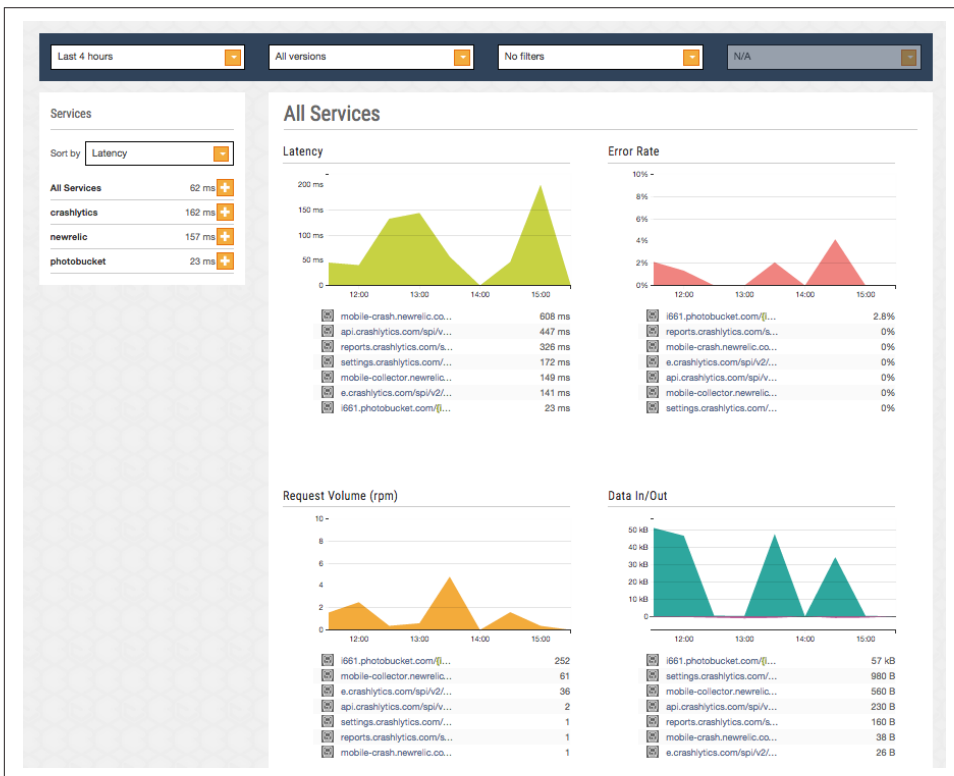 Last 4 hours
All versions
No filters
N/A
Services
Sort by Latency
All Services 62 ms
crashlytics 162 ms
newrelic 157 ms
photobucket 23 ms
All Services
Latency
200 ms
150 ms
100 ms
50 ms
0
12:00 13:00 14:00 15:00
mobile-crash.newrelic.co... 608 ms
api.crashlytics.com/spi/v... 447 ms
reports.crashlytics.com/s... 326 ms
settings.crashlytics.com/... 172 ms
mobile-collector.newrelic... 149 ms
e.crashlytics.com/spi/v2/... 141 ms
i661.photobucket.com/[i... 23 ms
Error Rate
10%
8%
6%
4%
2%
0%
12:00 13:00 14:00 15:00
i661.photobucket.com/[i... 2.8%
reports.crashlytics.com/s... 0%
mobile-crash.newrelic.co... 0%
e.crashlytics.com/spi/v2/... 0%
api.crashlytics.com/spi/v... 0%
mobile-collector.newrelic... 0%
settings.crashlytics.com/... 0%
Request Volume (rpm)
10
8
6
4
2
0
12:00 13:00 14:00 15:00
i661.photobucket.com/[i... 252
mobile-collector.newrelic... 61
e.crashlytics.com/spi/v2/... 36
api.crashlytics.com/spi/v... 2
settings.crashlytics.com/... 1
reports.crashlytics.com/s... 1
mobile-crash.newrelic.co... 1
Data In/Out
50 kB
40 kB
30 kB
20 kB
10 kB
0
12:00 13:00 14:00 15:00
i661.photobucket.com/[i... 57 kB
settings.crashlytics.com/... 980 B
mobile-collector.newrelic... 560 B
api.crashlytics.com/spi/v... 230 B
reports.crashlytics.com/s... 160 B
mobile-crash.newrelic.co... 38 B
e.crashlytics.com/spi/v2/... 26 B